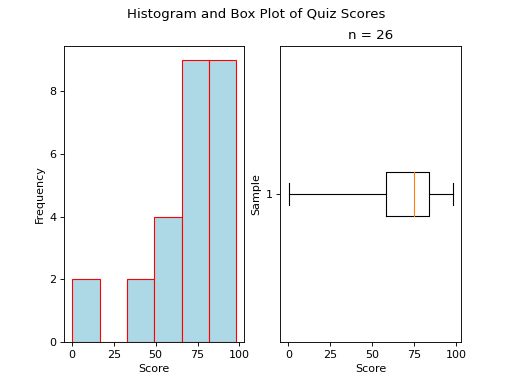 Histogram and Box Plot of Quiz Scores
n = 26
Frequency
8
6
4
2
0
0 25 50 75 100
Score
Sample
1
0 25 50 75 100
Score